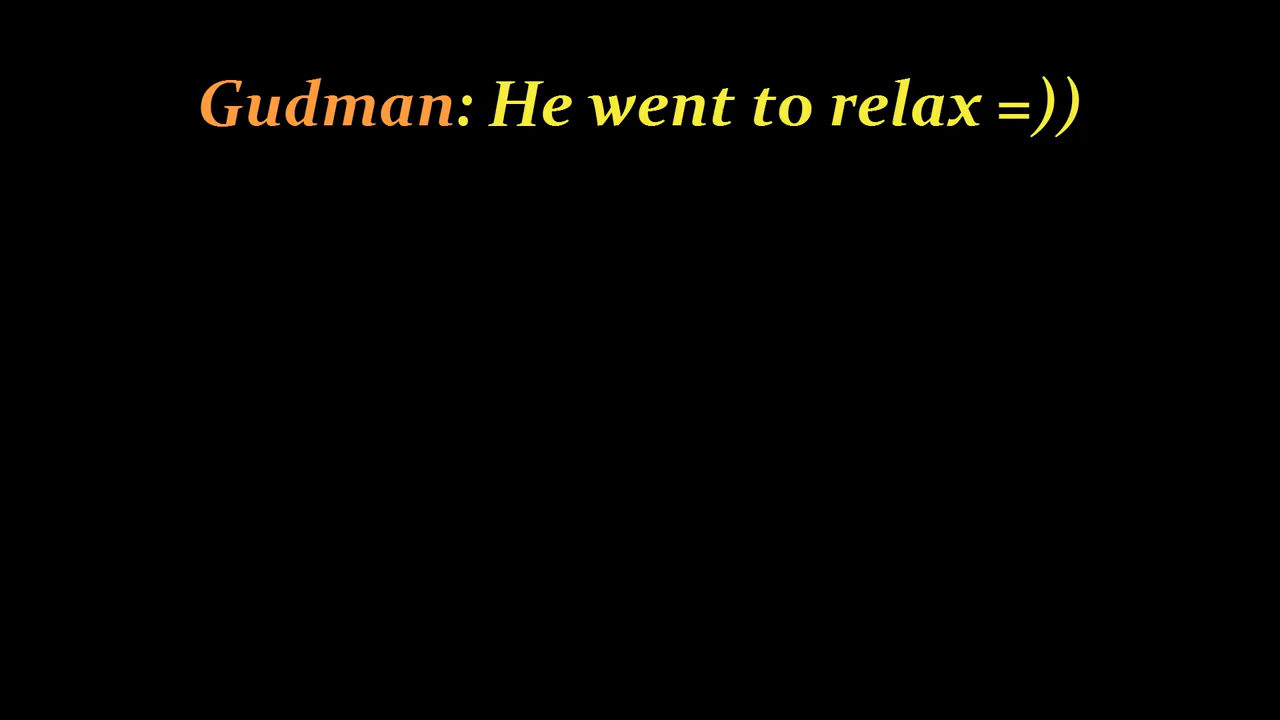 Gudman: He went to relax =))